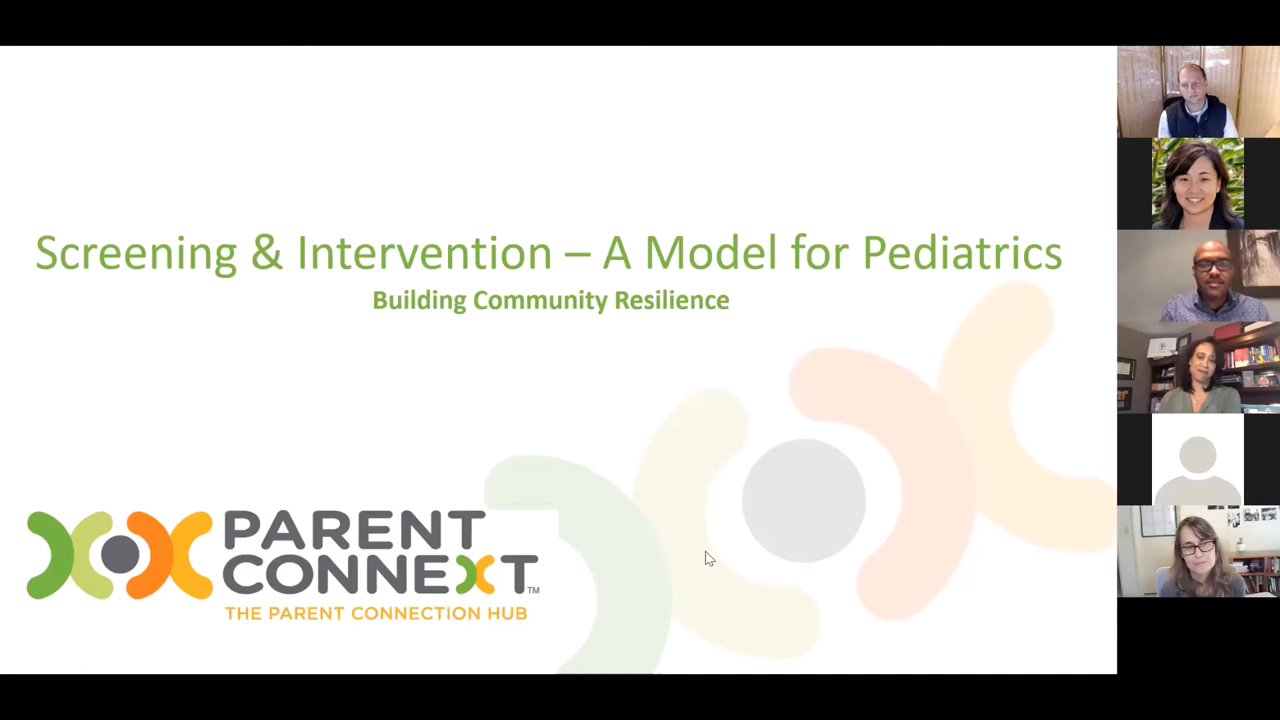 Screening & Intervention – A Model for Pediatrics
Building Community Resilience
PARENT
CONNEXT™
THE PARENT CONNECTION HUB